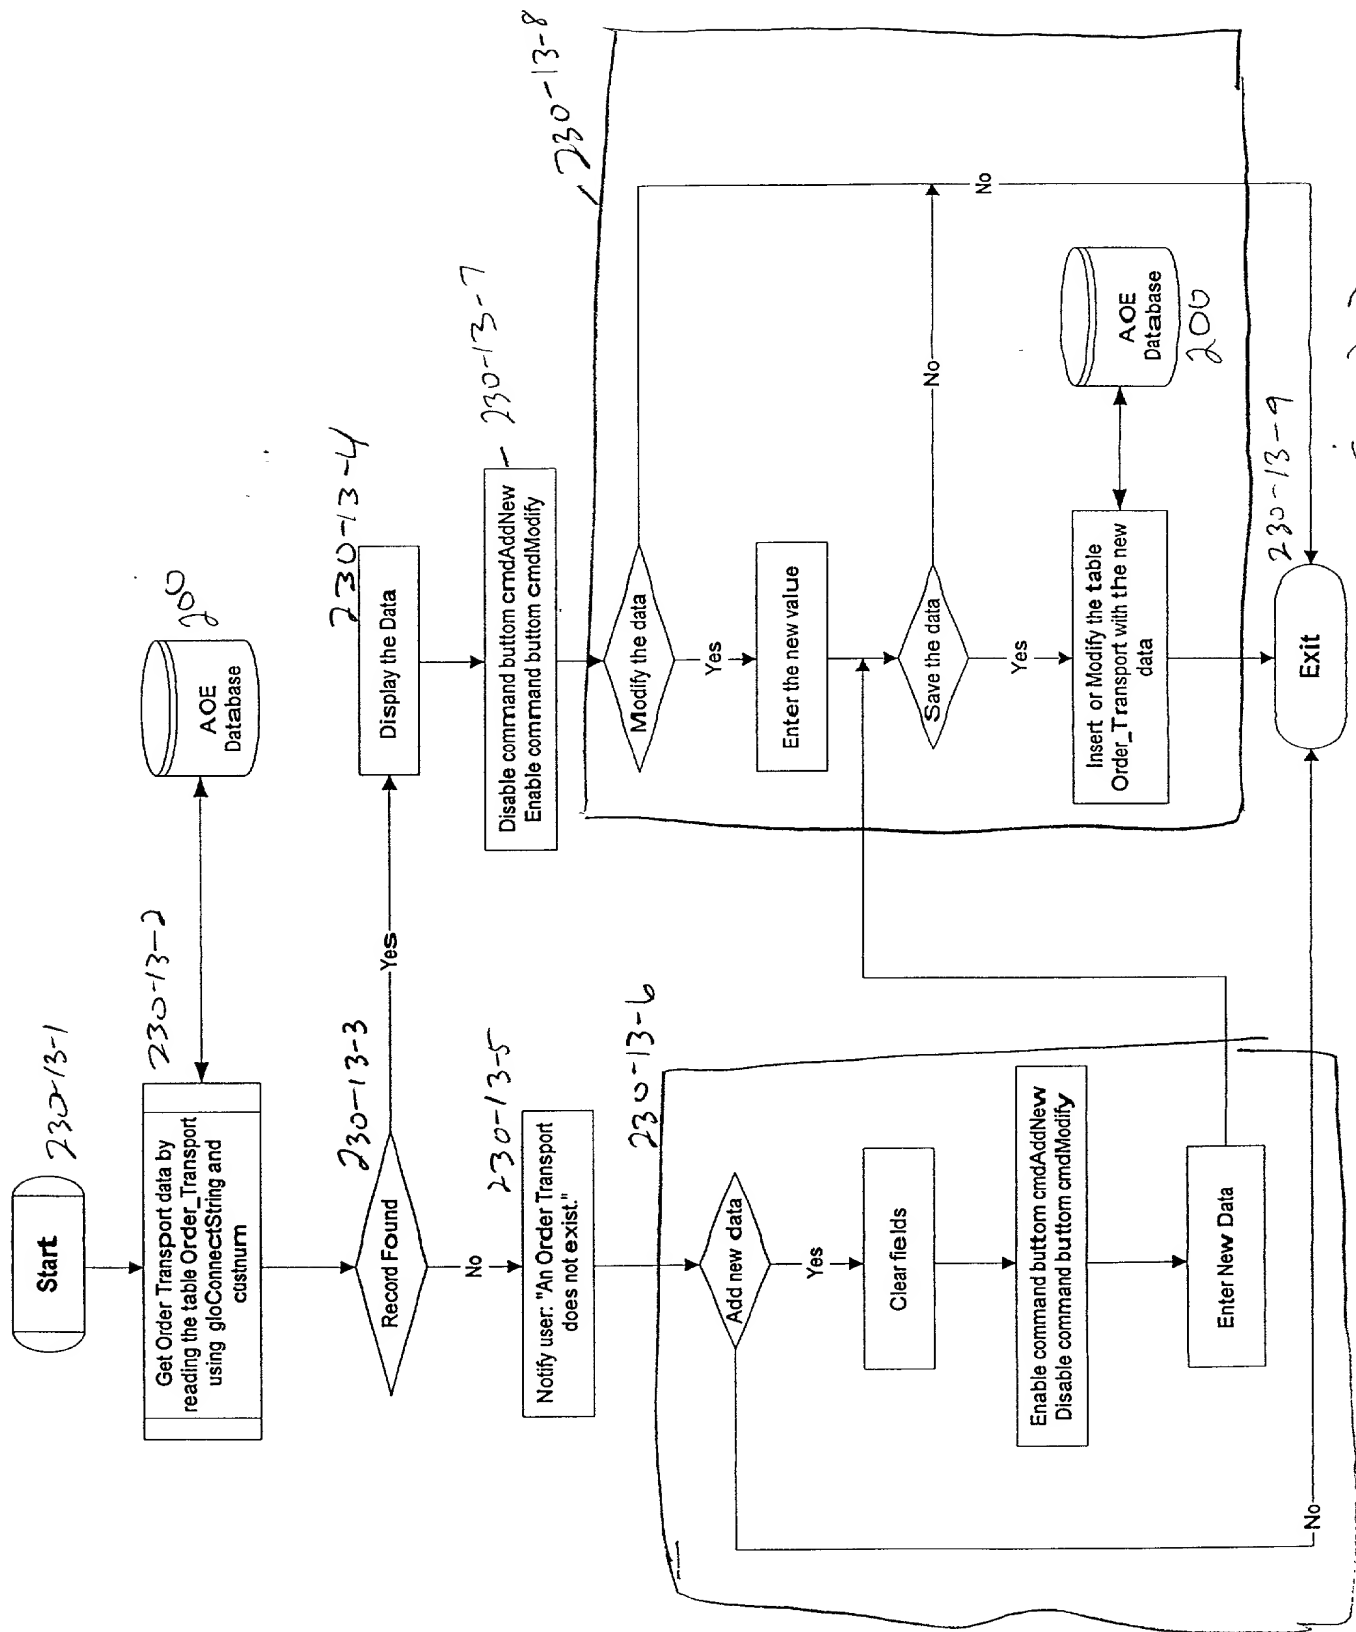 Start
230-13-1
Get Order Transport data by
reading the table Order_Transport
using gloConnectString and
custnum
230-13-2
AOE
Database
200
Record Found
230-13-3
Yes
No
Display the Data
230-13-4
Notify user: "An Order Transport
does not exist."
230-13-5
Disable command buttom cmdAddNew
Enable command buttom cmdModify
230-13-7
230-13-6
Add new data
Yes
No
Clear fields
Enable command buttom cmdAddNew
Disable command buttom cmdModify
Enter New Data
230-13-8
Modify the data
Yes
No
Enter the new value
Save the data
No
Yes
Insert or Modify the table
Order_Transport with the new
data
AOE
Database
200
Exit
230-13-9